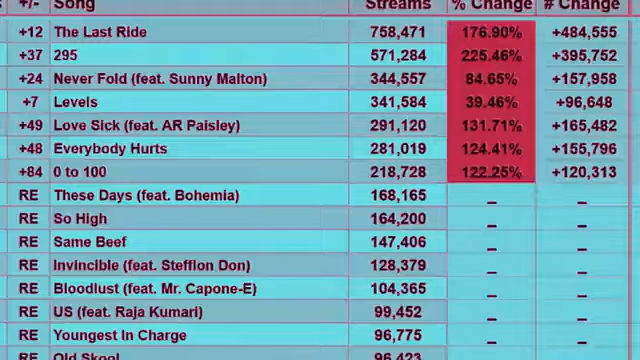 +/- Song Streams % Change # Change
+12 The Last Ride 758,471 176.90% +484,555
+37 295 571,284 225.46% +395,752
+24 Never Fold (feat. Sunny Malton) 344,557 84.65% +157,958
+7 Levels 341,584 39.46% +96,648
+49 Love Sick (feat. AR Paisley) 291,120 131.71% +165,482
+48 Everybody Hurts 281,019 124.41% +155,796
+84 0 to 100 218,728 122.25% +120,313
RE These Days (feat. Bohemia) 168,165 _ _
RE So High 164,200 _ _
RE Same Beef 147,406 _ _
RE Invincible (feat. Stefflon Don) 128,379 _ _
RE Bloodlust (feat. Mr. Capone-E) 104,365 _ _
RE US (feat. Raja Kumari) 99,452 _ _
RE Youngest In Charge 96,775 _ _
RE Old Skool 96,423